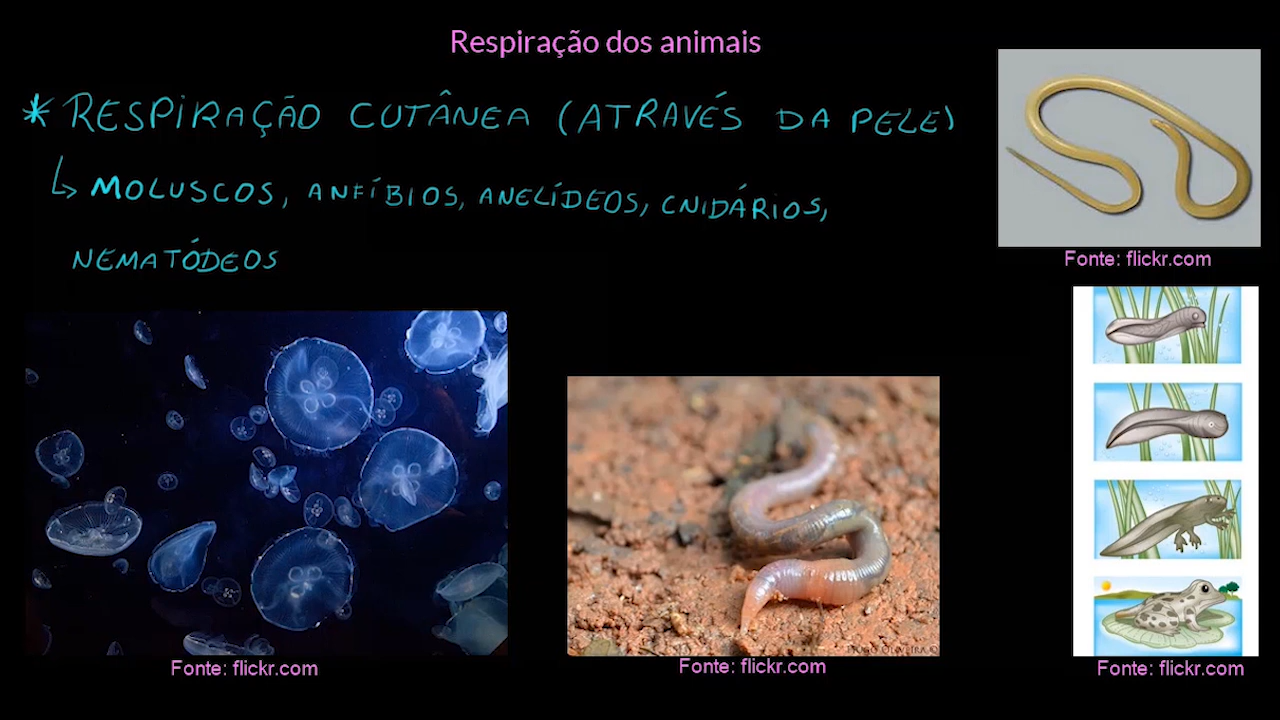 Respiração dos animais
* RESPIRAÇÃO CUTÂNEA (ATRAVÉS DA PELE)
↳ MOLUSCOS, ANFÍBIOS, ANELÍDEOS, CNIDÁRIOS,
NEMATÓDEOS
Fonte: flickr.com
Fonte: flickr.com
Fonte: flickr.com
Fonte: flickr.com